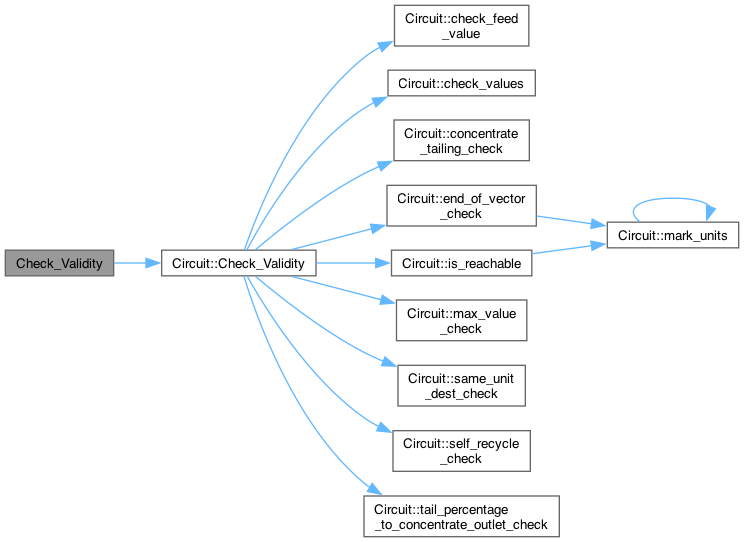 Check_Validity
Circuit::Check_Validity
Circuit::check_feed
_value
Circuit::check_values
Circuit::concentrate
_tailing_check
Circuit::end_of_vector
_check
Circuit::is_reachable
Circuit::max_value
_check
Circuit::same_unit
_dest_check
Circuit::self_recycle
_check
Circuit::tail_percentage
_to_concentrate_outlet_check
Circuit::mark_units